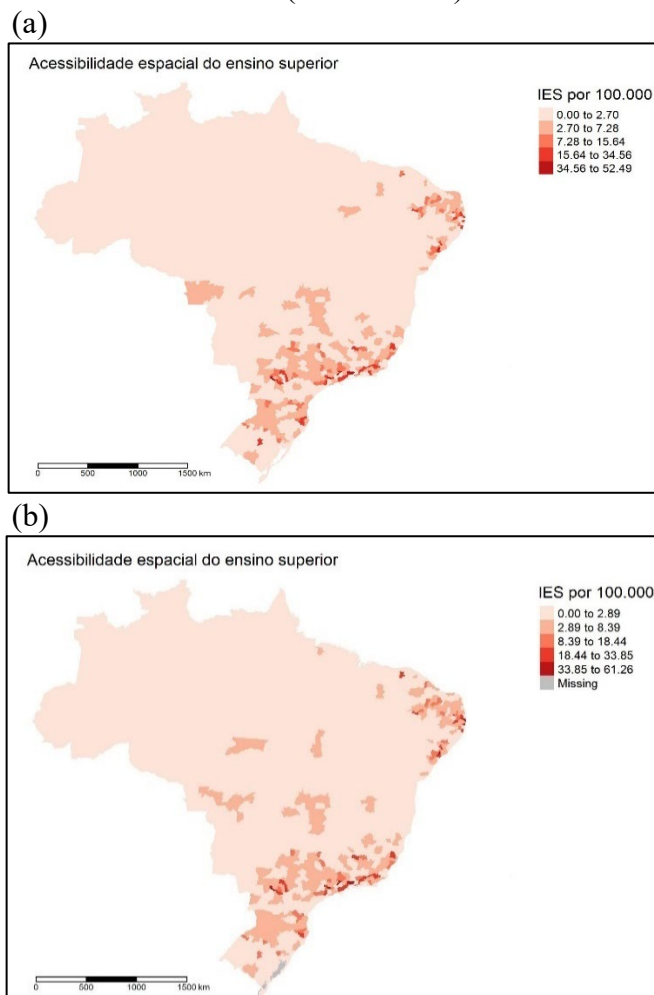 (a)
Acessibilidade espacial do ensino superior
IES por 100.000
0.00 to 2.70
2.70 to 7.28
7.28 to 15.64
15.64 to 34.56
34.56 to 52.49
0 500 1000 1500 km
(b)
Acessibilidade espacial do ensino superior
IES por 100.000
0.00 to 2.89
2.89 to 8.39
8.39 to 18.44
18.44 to 33.85
33.85 to 61.26
Missing
0 500 1000 1500 km